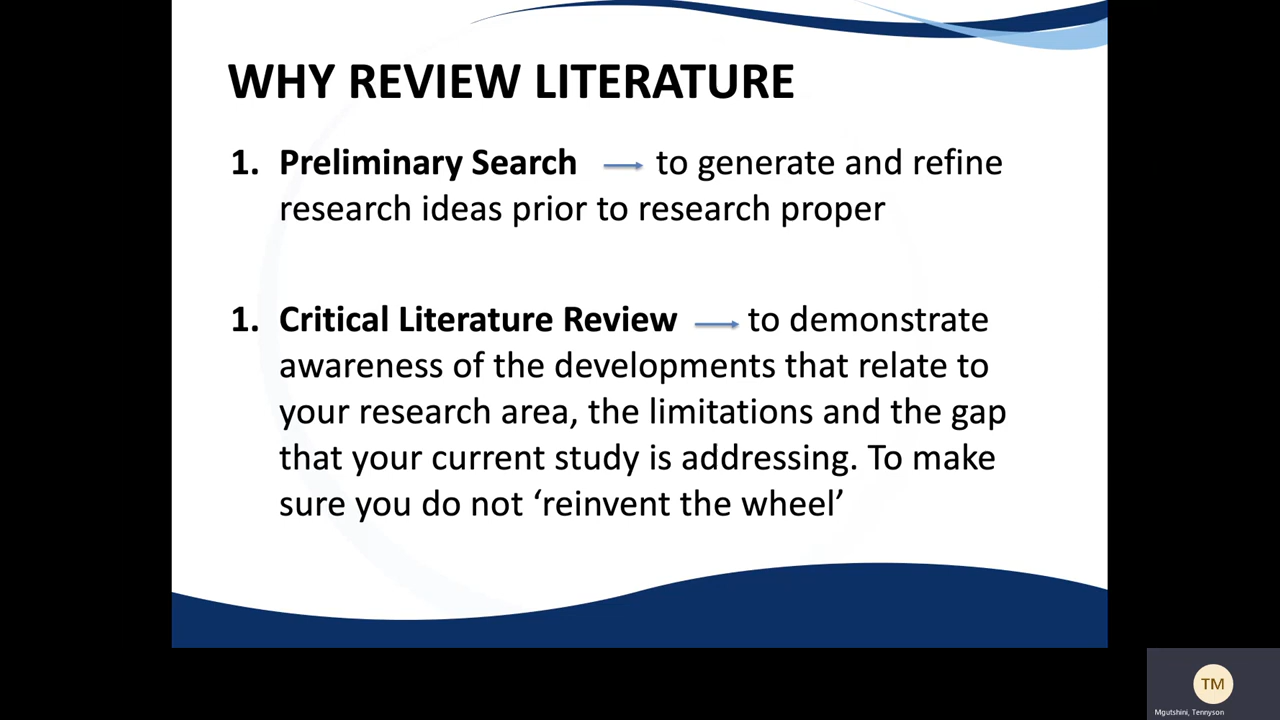 WHY REVIEW LITERATURE
1. Preliminary Search → to generate and refine
research ideas prior to research proper
1. Critical Literature Review → to demonstrate
awareness of the developments that relate to
your research area, the limitations and the gap
that your current study is addressing. To make
sure you do not ‘reinvent the wheel’
TM
Mgutshini, Tennyson